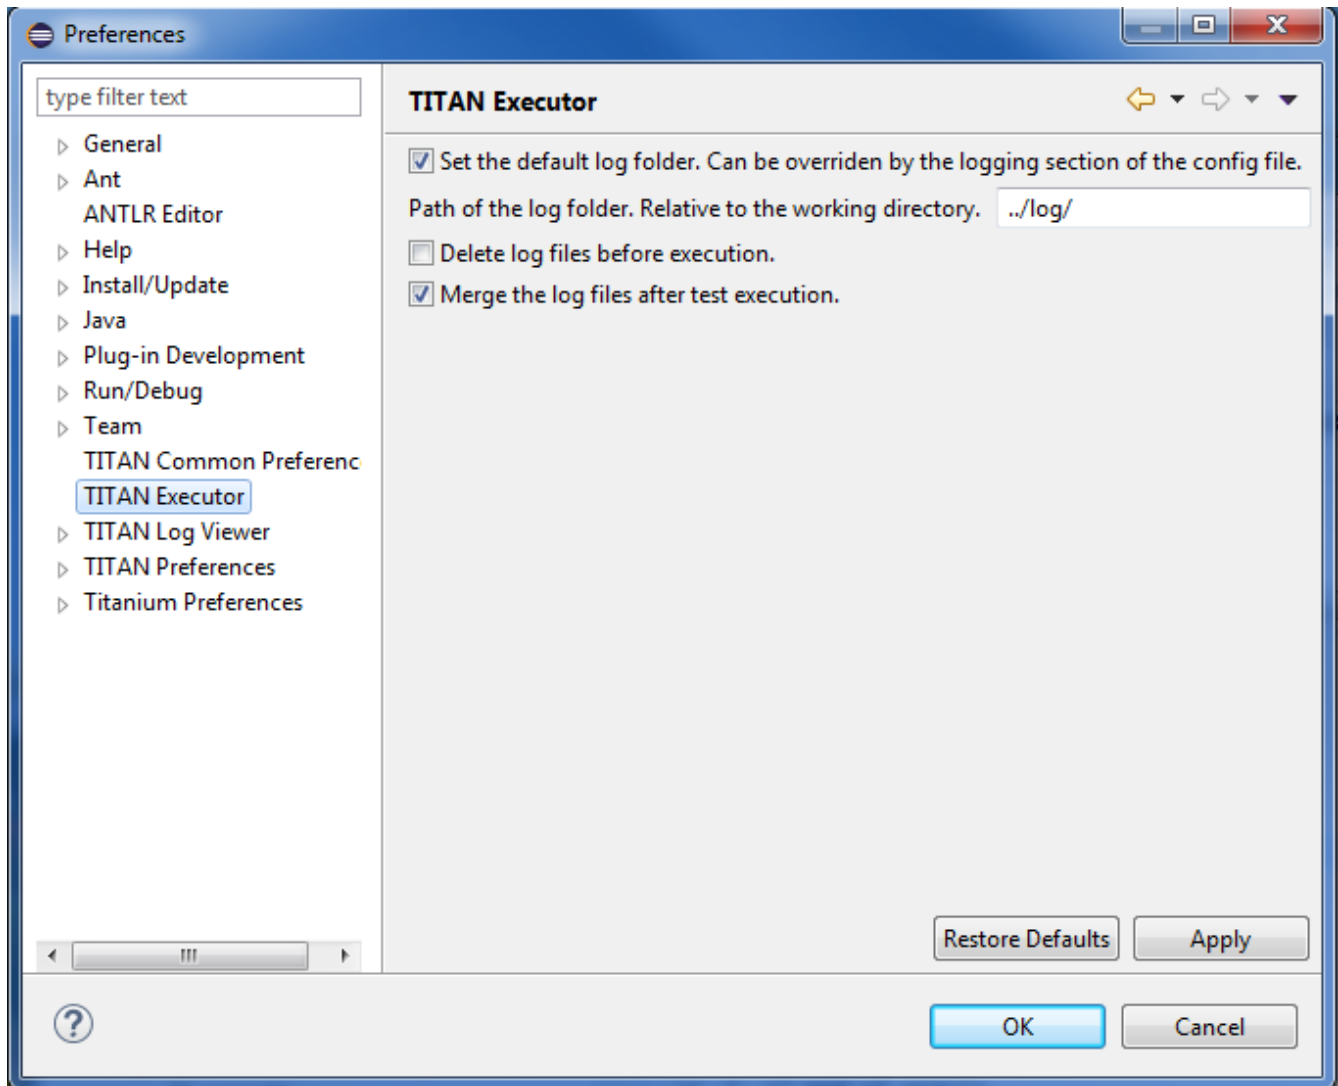 Preferences
type filter text
General
Ant
ANTLR Editor
Help
Install/Update
Java
Plug-in Development
Run/Debug
Team
TITAN Common Preferenc
TITAN Executor
TITAN Log Viewer
TITAN Preferences
Titanium Preferences
TITAN Executor
Set the default log folder. Can be overriden by the logging section of the config file.
Path of the log folder. Relative to the working directory. ../log/
Delete log files before execution.
Merge the log files after test execution.
Restore Defaults Apply
OK Cancel